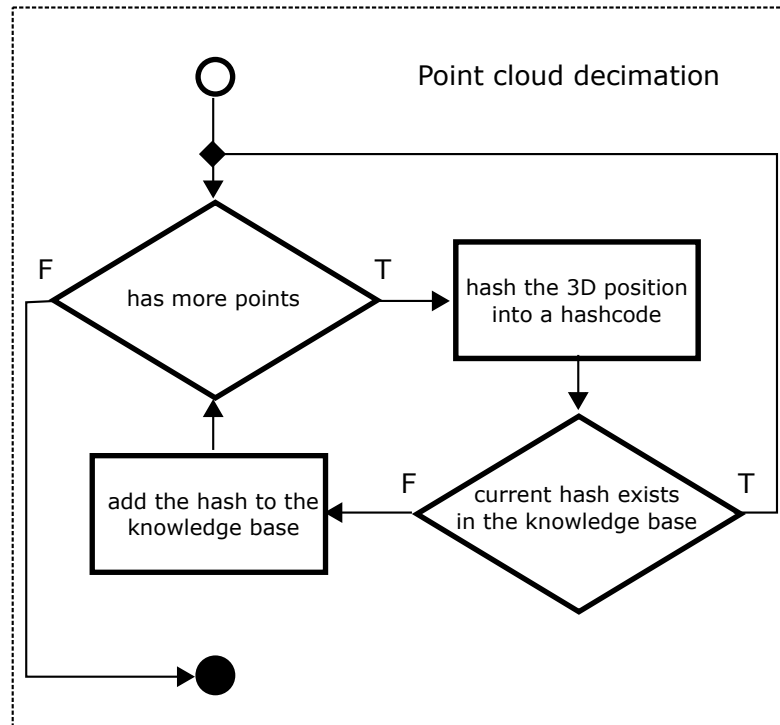 Point cloud decimation
F
T
has more points
hash the 3D position
into a hashcode
add the hash to the
knowledge base
F
current hash exists
in the knowledge base
T